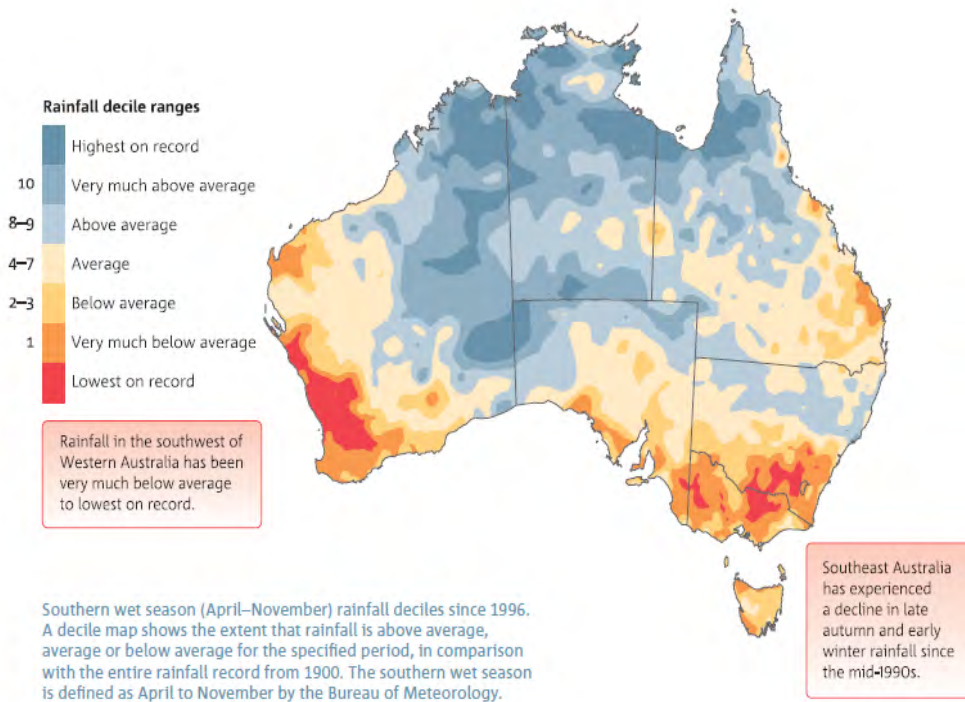 Rainfall decile ranges
Highest on record
10 Very much above average
8–9 Above average
4–7 Average
2–3 Below average
1 Very much below average
Lowest on record
Rainfall in the southwest of
Western Australia has been
very much below average
to lowest on record.
Southeast Australia
has experienced
a decline in late
autumn and early
winter rainfall since
the mid-1990s.
Southern wet season (April–November) rainfall deciles since 1996.
A decile map shows the extent that rainfall is above average,
average or below average for the specified period, in comparison
with the entire rainfall record from 1900. The southern wet season
is defined as April to November by the Bureau of Meteorology.